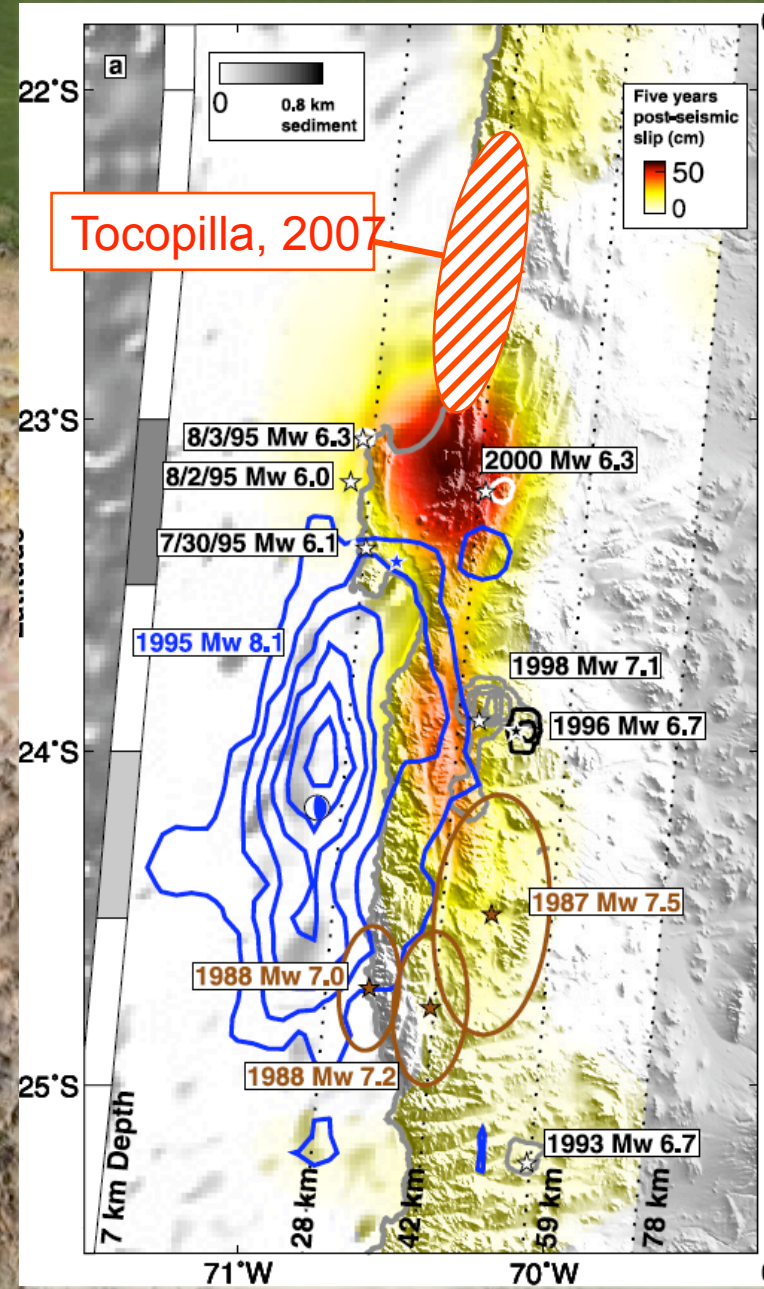 a
0
0.8 km
sediment
Five years
post-seismic
slip (cm)
50
0
22°S
Tocopilla, 2007
23°S
8/3/95 Mw 6.3
2000 Mw 6.3
8/2/95 Mw 6.0
7/30/95 Mw 6.1
1995 Mw 8.1
1998 Mw 7.1
1996 Mw 6.7
24°S
1987 Mw 7.5
1988 Mw 7.0
1988 Mw 7.2
25°S
1993 Mw 6.7
7 km Depth
28 km
42 km
59 km
78 km
71°W
70°W